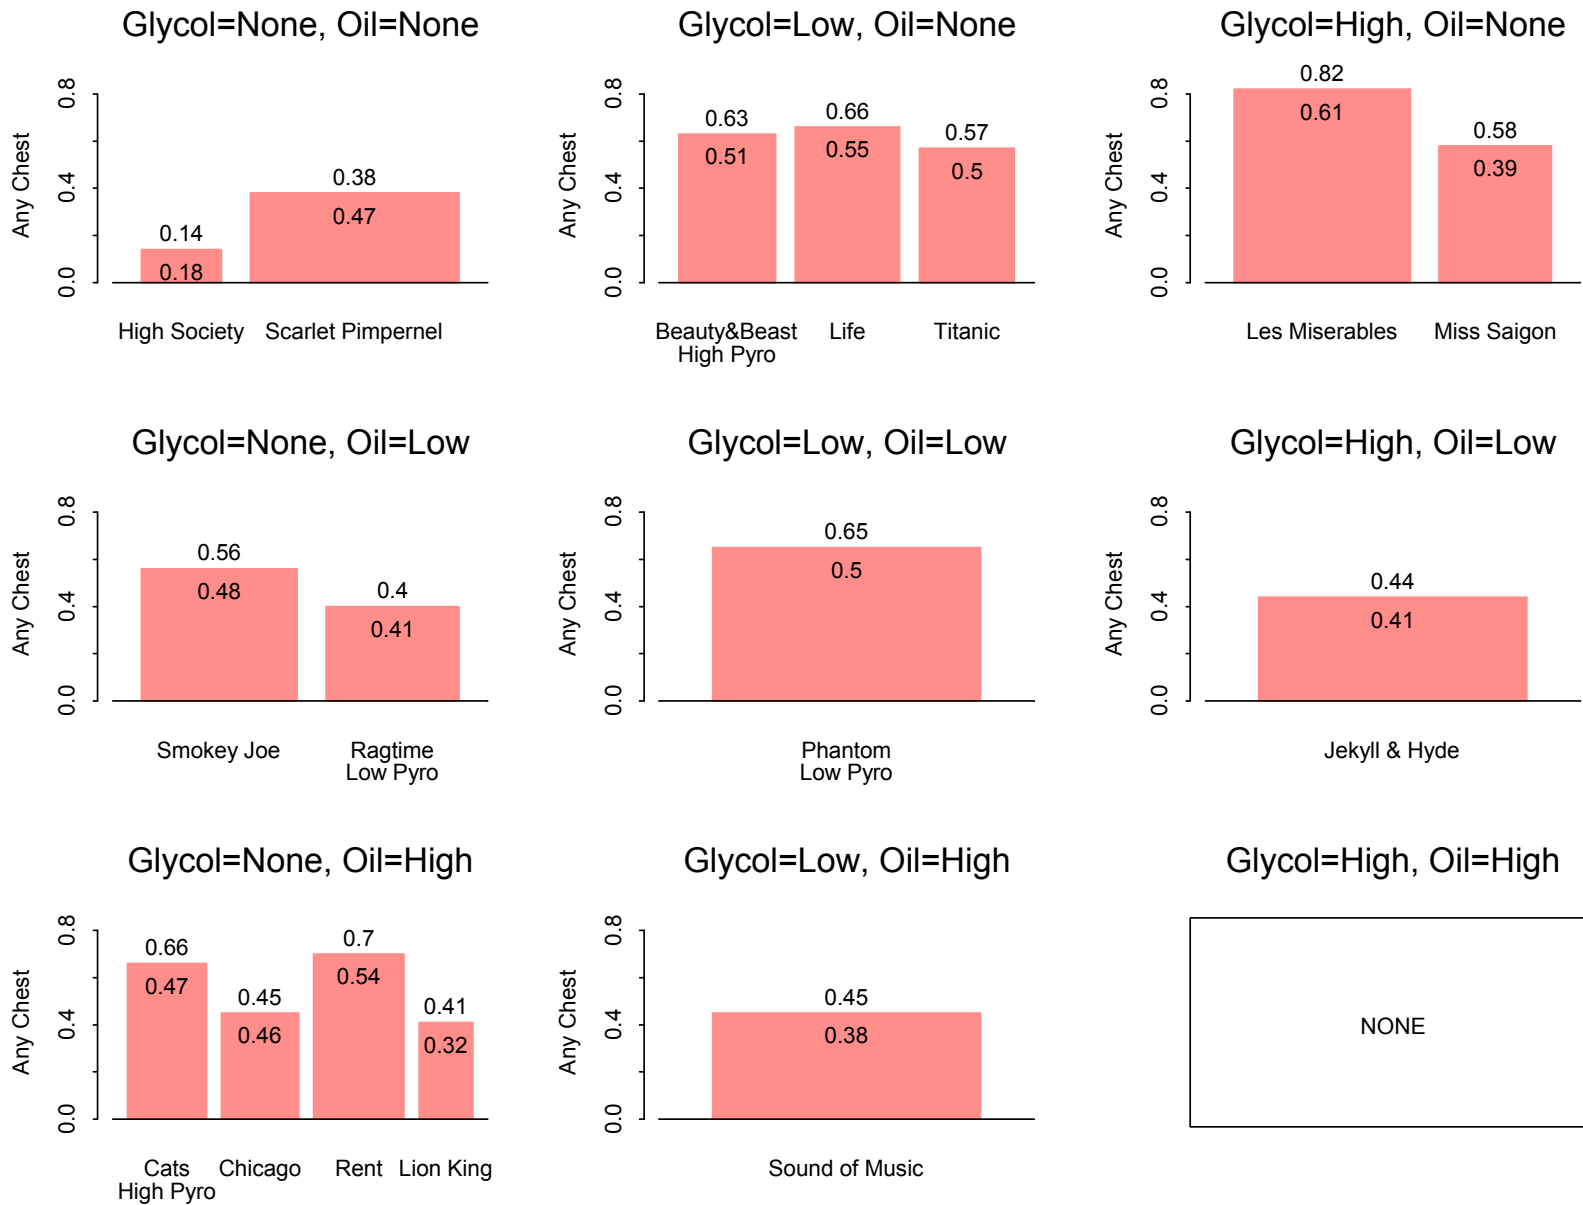 Glycol=None, Oil=None
Any Chest
0.0
0.4
0.8
0.14
0.18
0.38
0.47
High Society
Scarlet Pimpernel
Glycol=Low, Oil=None
Any Chest
0.0
0.4
0.8
0.63
0.51
0.66
0.55
0.57
0.5
Beauty&Beast
High Pyro
Life
Titanic
Glycol=High, Oil=None
Any Chest
0.0
0.4
0.8
0.82
0.61
0.58
0.39
Les Miserables
Miss Saigon
Glycol=None, Oil=Low
Any Chest
0.0
0.4
0.8
0.56
0.48
0.4
0.41
Smokey Joe
Ragtime
Low Pyro
Glycol=Low, Oil=Low
Any Chest
0.0
0.4
0.8
0.65
0.5
Phantom
Low Pyro
Glycol=High, Oil=Low
Any Chest
0.0
0.4
0.8
0.44
0.41
Jekyll & Hyde
Glycol=None, Oil=High
Any Chest
0.0
0.4
0.8
0.66
0.47
0.45
0.46
0.7
0.54
0.41
0.32
Cats
High Pyro
Chicago
Rent
Lion King
Glycol=Low, Oil=High
Any Chest
0.0
0.4
0.8
0.45
0.38
Sound of Music
Glycol=High, Oil=High
NONE